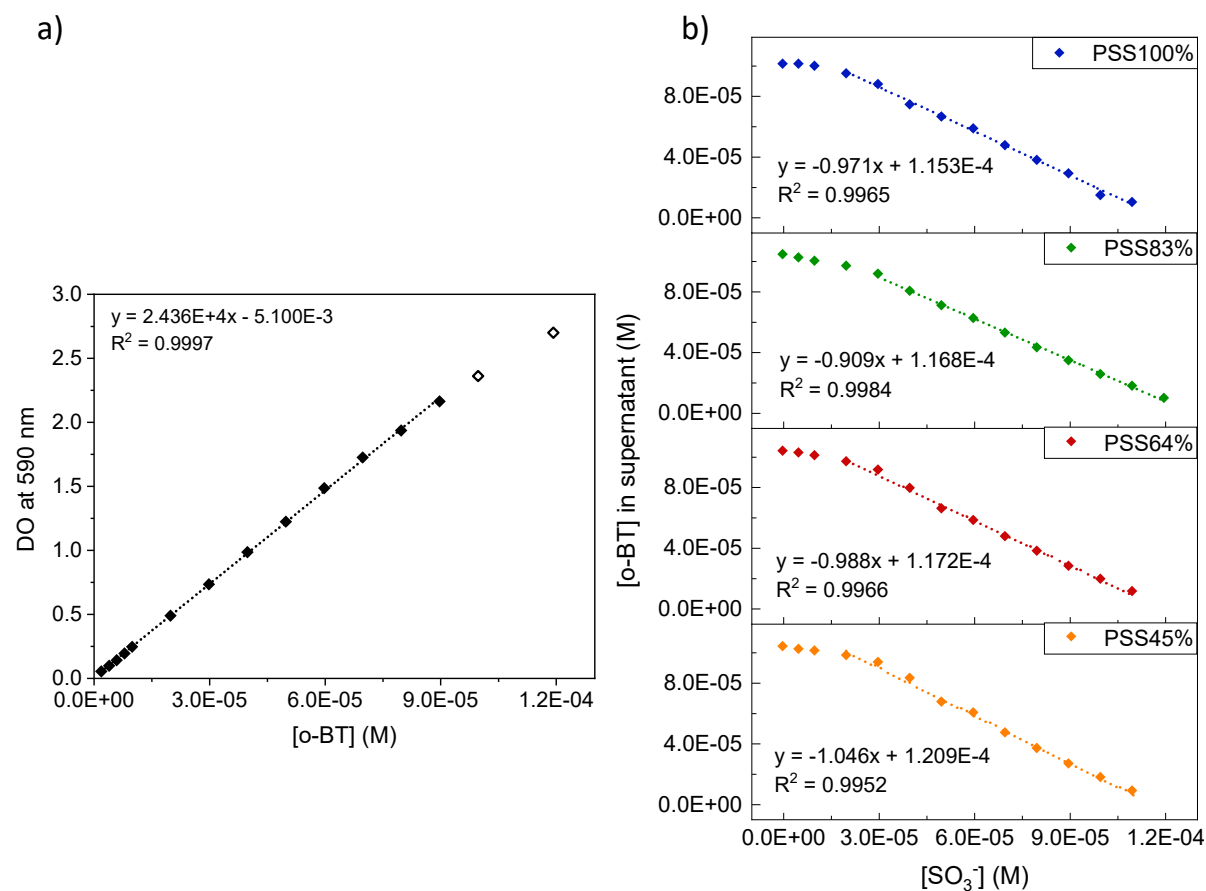 a)
y = 2.436E+4x - 5.100E-3
R² = 0.9997
DO at 590 nm
3.0
2.5
2.0
1.5
1.0
0.5
0.0
0.0E+00 3.0E-05 6.0E-05 9.0E-05 1.2E-04
[o-BT] (M)
b)
[o-BT] in supernatant (M)
PSS100%
8.0E-05
4.0E-05
0.0E+00
y = -0.971x + 1.153E-4
R² = 0.9965
PSS83%
8.0E-05
4.0E-05
0.0E+00
y = -0.909x + 1.168E-4
R² = 0.9984
PSS64%
8.0E-05
4.0E-05
0.0E+00
y = -0.988x + 1.172E-4
R² = 0.9966
PSS45%
8.0E-05
4.0E-05
0.0E+00
y = -1.046x + 1.209E-4
R² = 0.9952
0.0E+00 3.0E-05 6.0E-05 9.0E-05 1.2E-04
[SO₃⁻] (M)